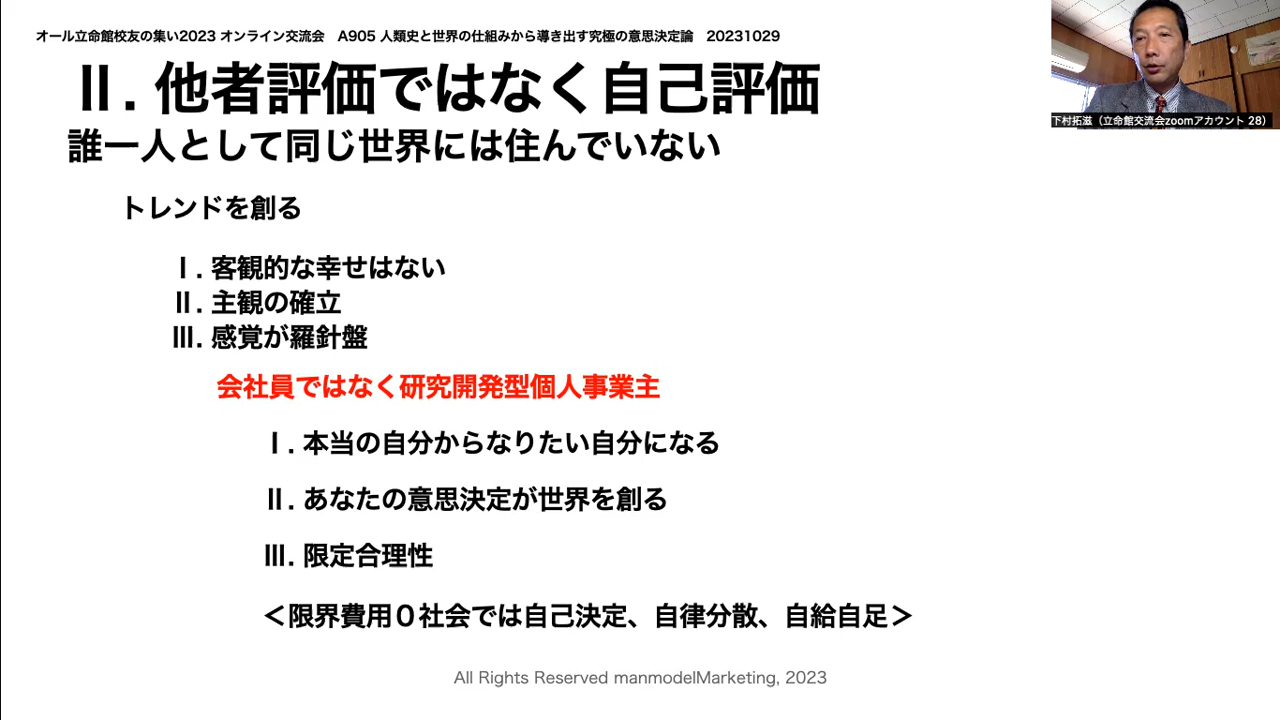 オール立命館校友の集い2023 オンライン交流会　A905 人類史と世界の仕組みから導き出す究極の意思決定論　20231029
Ⅱ. 他者評価ではなく自己評価
誰一人として同じ世界には住んでいない
トレンドを創る
Ⅰ. 客観的な幸せはない
Ⅱ. 主観の確立
Ⅲ. 感覚が羅針盤
会社員ではなく研究開発型個人事業主
Ⅰ. 本当の自分からなりたい自分になる
Ⅱ. あなたの意思決定が世界を創る
Ⅲ. 限定合理性
＜限界費用０社会では自己決定、自律分散、自給自足＞
All Rights Reserved manmodelMarketing, 2023
下村拓滋（立命館交流会zoomアカウント 28）